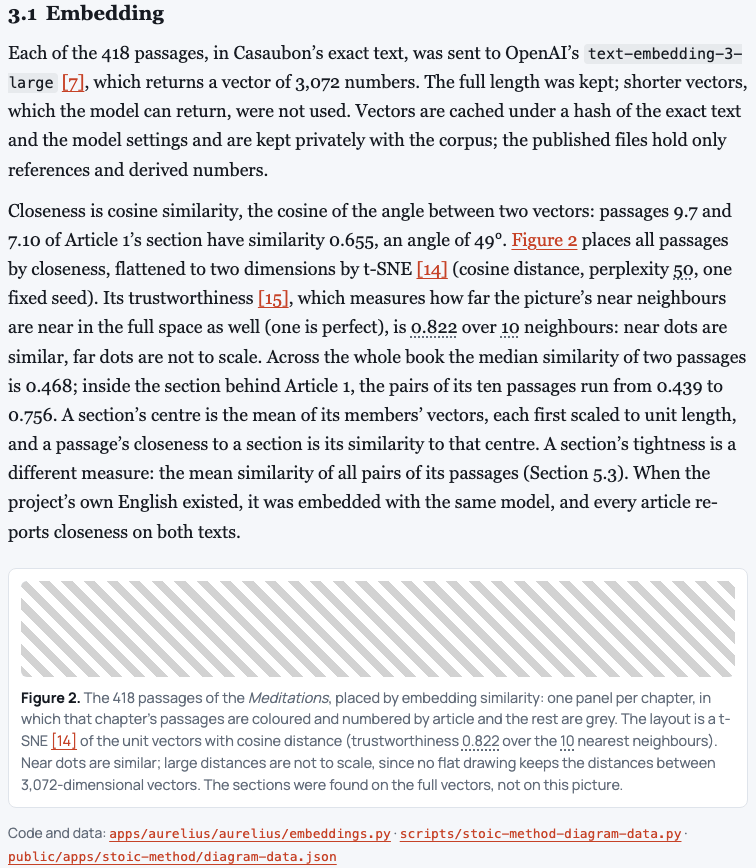 3.1 Embedding
Each of the 418 passages, in Casaubon’s exact text, was sent to OpenAI’s text-embedding-3-
large [7], which returns a vector of 3,072 numbers. The full length was kept; shorter vectors,
which the model can return, were not used. Vectors are cached under a hash of the exact text
and the model settings and are kept privately with the corpus; the published files hold only
references and derived numbers.
Closeness is cosine similarity, the cosine of the angle between two vectors: passages 9.7 and
7.10 of Article 1’s section have similarity 0.655, an angle of 49°. Figure 2 places all passages
by closeness, flattened to two dimensions by t-SNE [14] (cosine distance, perplexity 50, one
fixed seed). Its trustworthiness [15], which measures how far the picture’s near neighbours
are near in the full space as well (one is perfect), is 0.822 over 10 neighbours: near dots are
similar, far dots are not to scale. Across the whole book the median similarity of two passages
is 0.468; inside the section behind Article 1, the pairs of its ten passages run from 0.439 to
0.756. A section’s centre is the mean of its members’ vectors, each first scaled to unit length,
and a passage’s closeness to a section is its similarity to that centre. A section’s tightness is a
different measure: the mean similarity of all pairs of its passages (Section 5.3). When the
project’s own English existed, it was embedded with the same model, and every article re-
ports closeness on both texts.
Figure 2. The 418 passages of the Meditations, placed by embedding similarity: one panel per chapter, in
which that chapter’s passages are coloured and numbered by article and the rest are grey. The layout is a t-
SNE [14] of the unit vectors with cosine distance (trustworthiness 0.822 over the 10 nearest neighbours).
Near dots are similar; large distances are not to scale, since no flat drawing keeps the distances between
3,072-dimensional vectors. The sections were found on the full vectors, not on this picture.
Code and data: apps/aurelius/aurelius/embeddings.py · scripts/stoic-method-diagram-data.py ·
public/apps/stoic-method/diagram-data.json